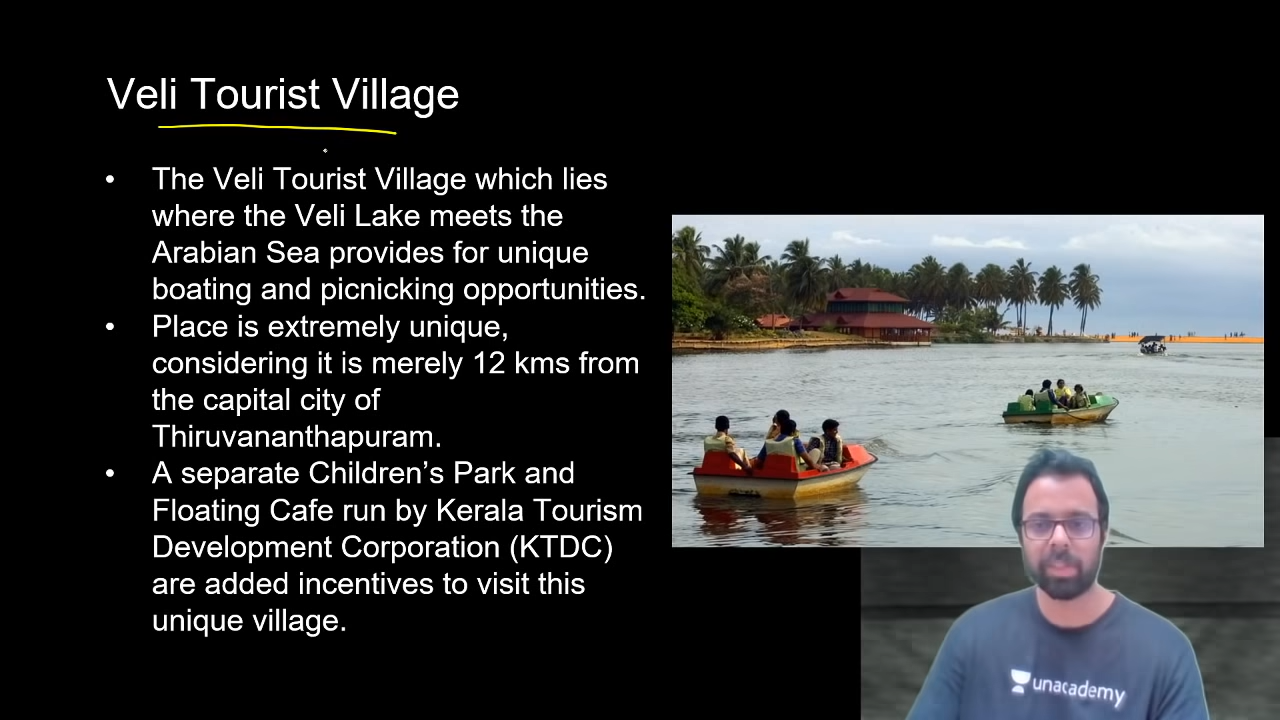 Veli Tourist Village
• The Veli Tourist Village which lies
where the Veli Lake meets the
Arabian Sea provides for unique
boating and picnicking opportunities.
• Place is extremely unique,
considering it is merely 12 kms from
the capital city of
Thiruvananthapuram.
• A separate Children’s Park and
Floating Cafe run by Kerala Tourism
Development Corporation (KTDC)
are added incentives to visit this
unique village.
unacademy